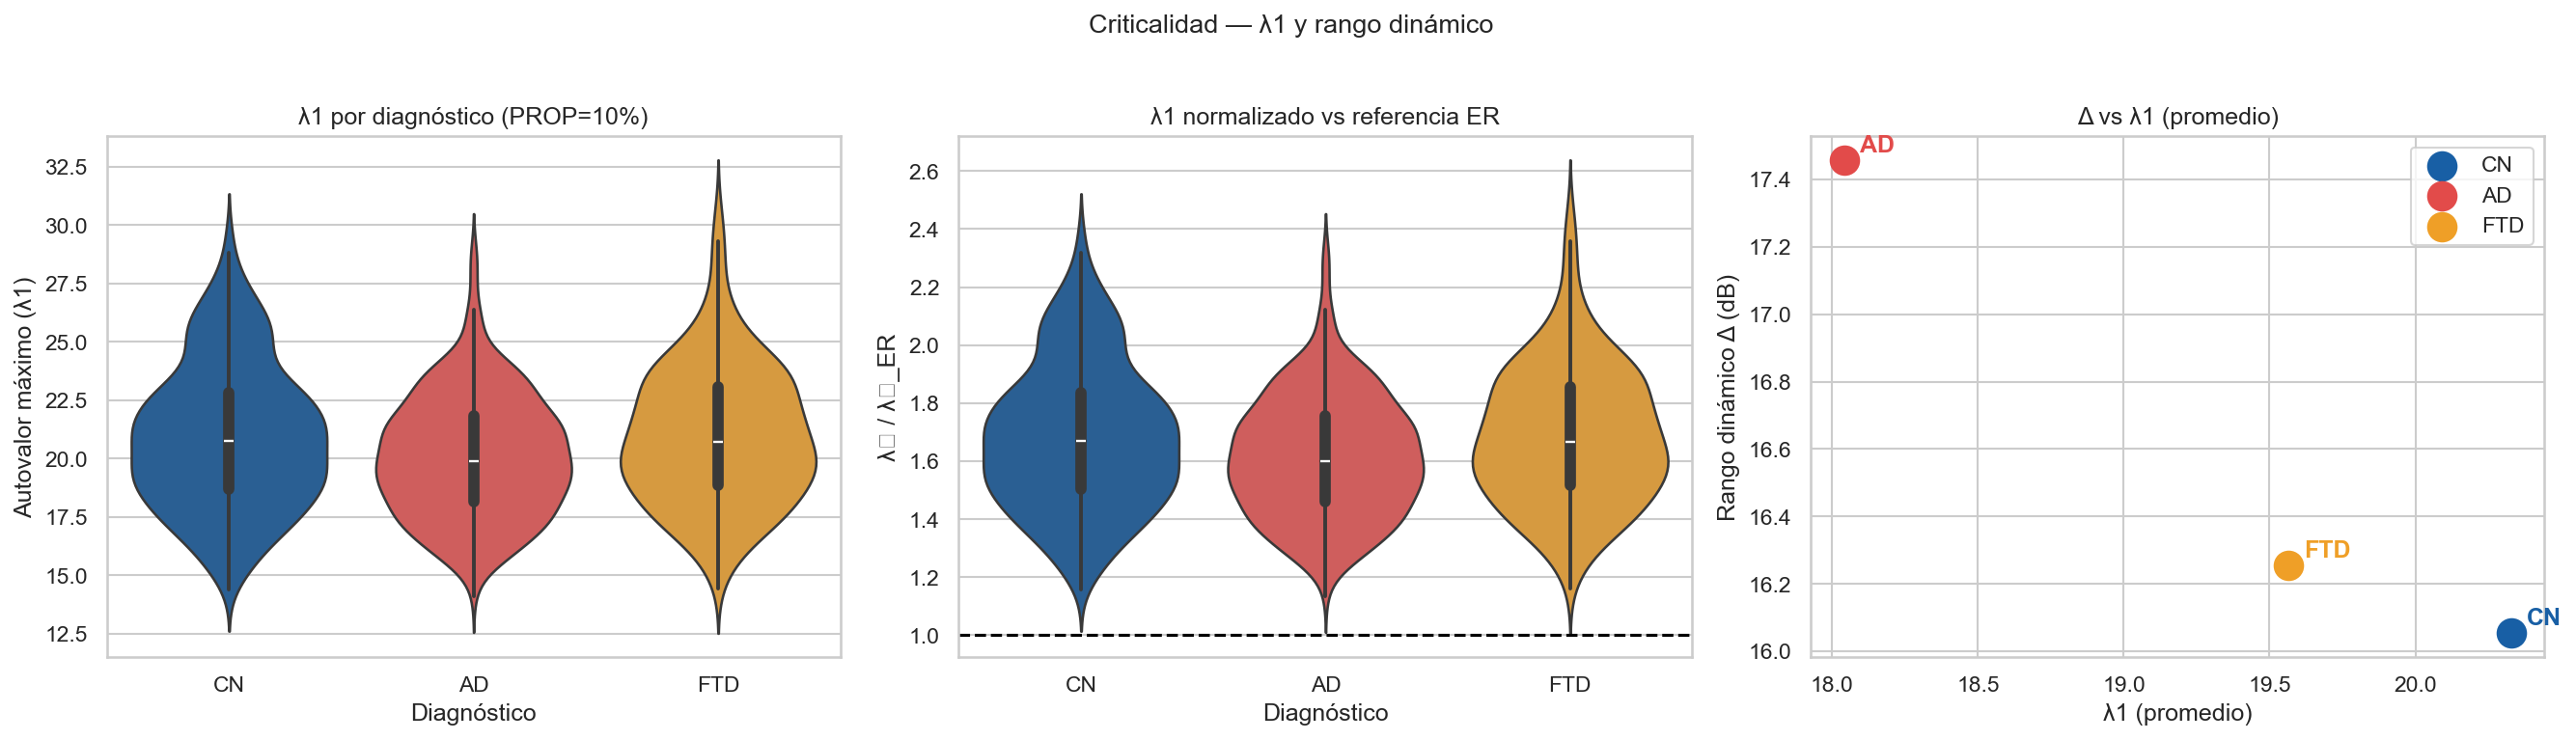 Criticalidad — λ1 y rango dinámico
λ1 por diagnóstico (PROP=10%)
Autovalor máximo (λ1)
32.5
30.0
27.5
25.0
22.5
20.0
17.5
15.0
12.5
CN
AD
FTD
Diagnóstico
λ1 normalizado vs referencia ER
λ□ / λ□_ER
2.6
2.4
2.2
2.0
1.8
1.6
1.4
1.2
1.0
CN
AD
FTD
Diagnóstico
Δ vs λ1 (promedio)
Rango dinámico Δ (dB)
17.4
17.2
17.0
16.8
16.6
16.4
16.2
16.0
AD
FTD
CN
CN
AD
FTD
18.0
18.5
19.0
19.5
20.0
λ1 (promedio)